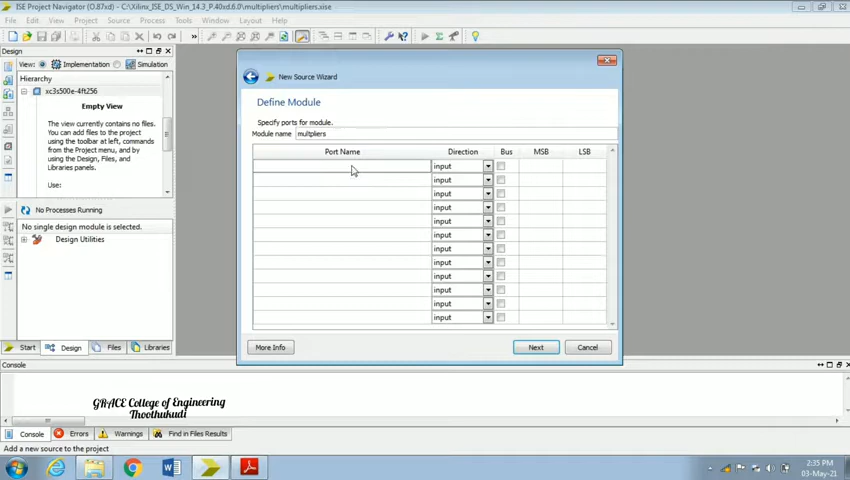 ISE Project Navigator (O.87xd) - C:\Xilinx_ISE_DS_Win_14.3_P.40xd.6.0\multipliers\multipliers.xise
File Edit View Project Source Process Tools Window Layout Help
Design
View: Implementation Simulation
Hierarchy
xc3s500e-4ft256
Empty View
The view currently contains no files.
You can add files to the project
using the toolbar at left, commands
from the Project menu, and by
using the Design, Files, and
Libraries panels.
Use:
No Processes Running
No single design module is selected.
Design Utilities
Start Design Files Libraries
New Source Wizard
Define Module
Specify ports for module.
Module name multpliers
Port Name Direction Bus MSB LSB
input
input
input
input
input
input
input
input
input
input
input
input
More Info Next Cancel
Console
GRACE College of Engineering
Thoothukudi
Console Errors Warnings Find in Files Results
Add a new source to the project
2:35 PM
03-May-21